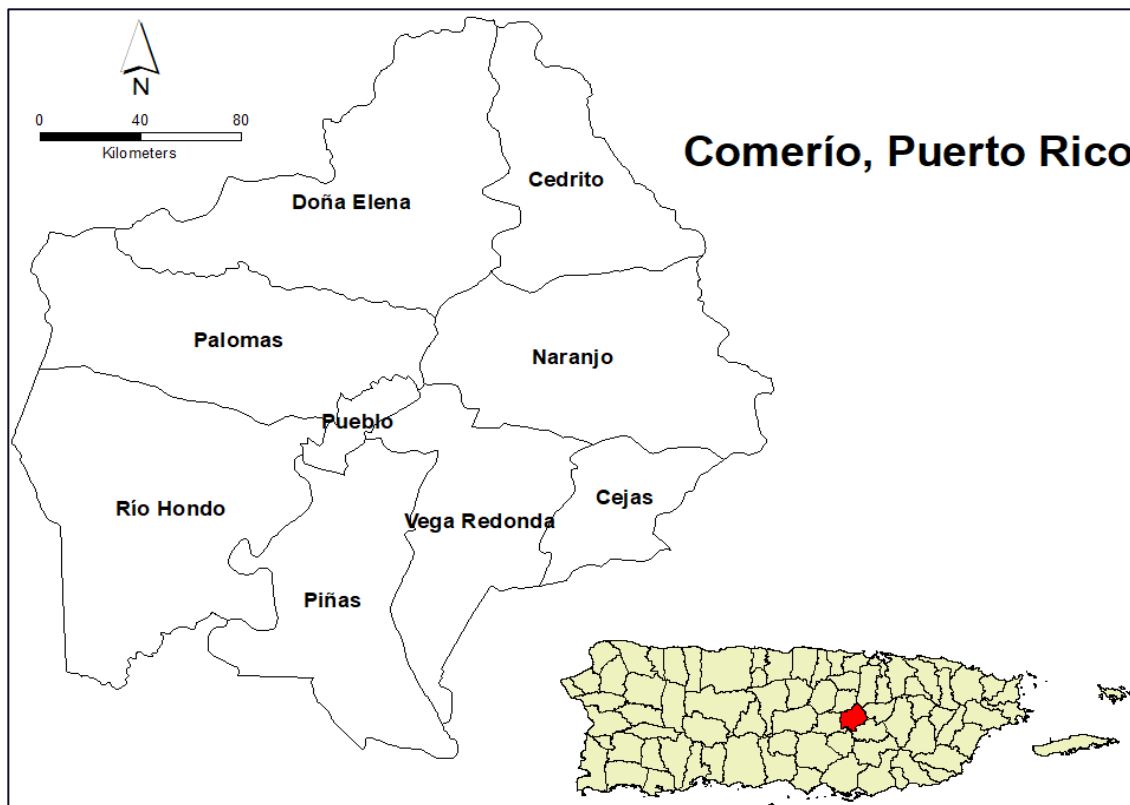 N
0 40 80
Kilometers
Comerío, Puerto Rico
Cedrito
Doña Elena
Palomas
Naranjo
Pueblo
Cejas
Río Hondo
Vega Redonda
Piñas